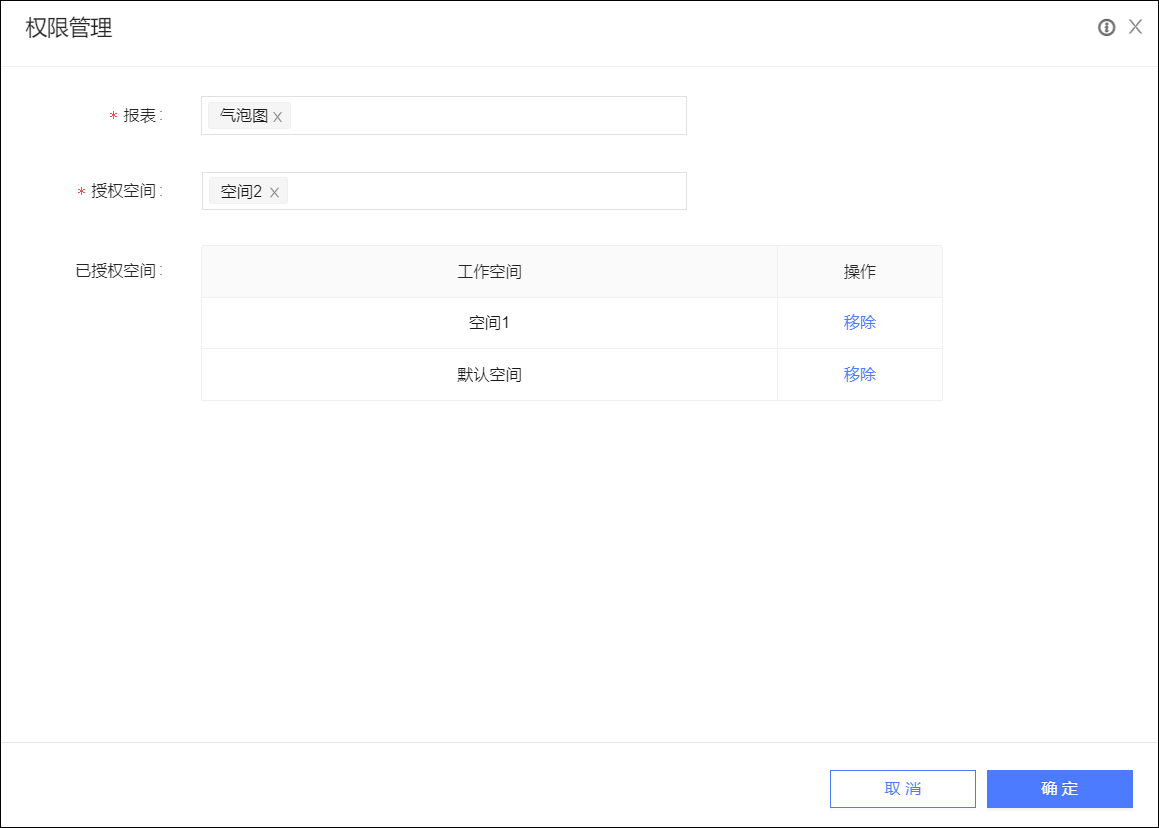 权限管理
* 报表：
气泡图 x
* 授权空间：
空间2 x
已授权空间：
工作空间 操作
空间1 移除
默认空间 移除
取 消 确 定